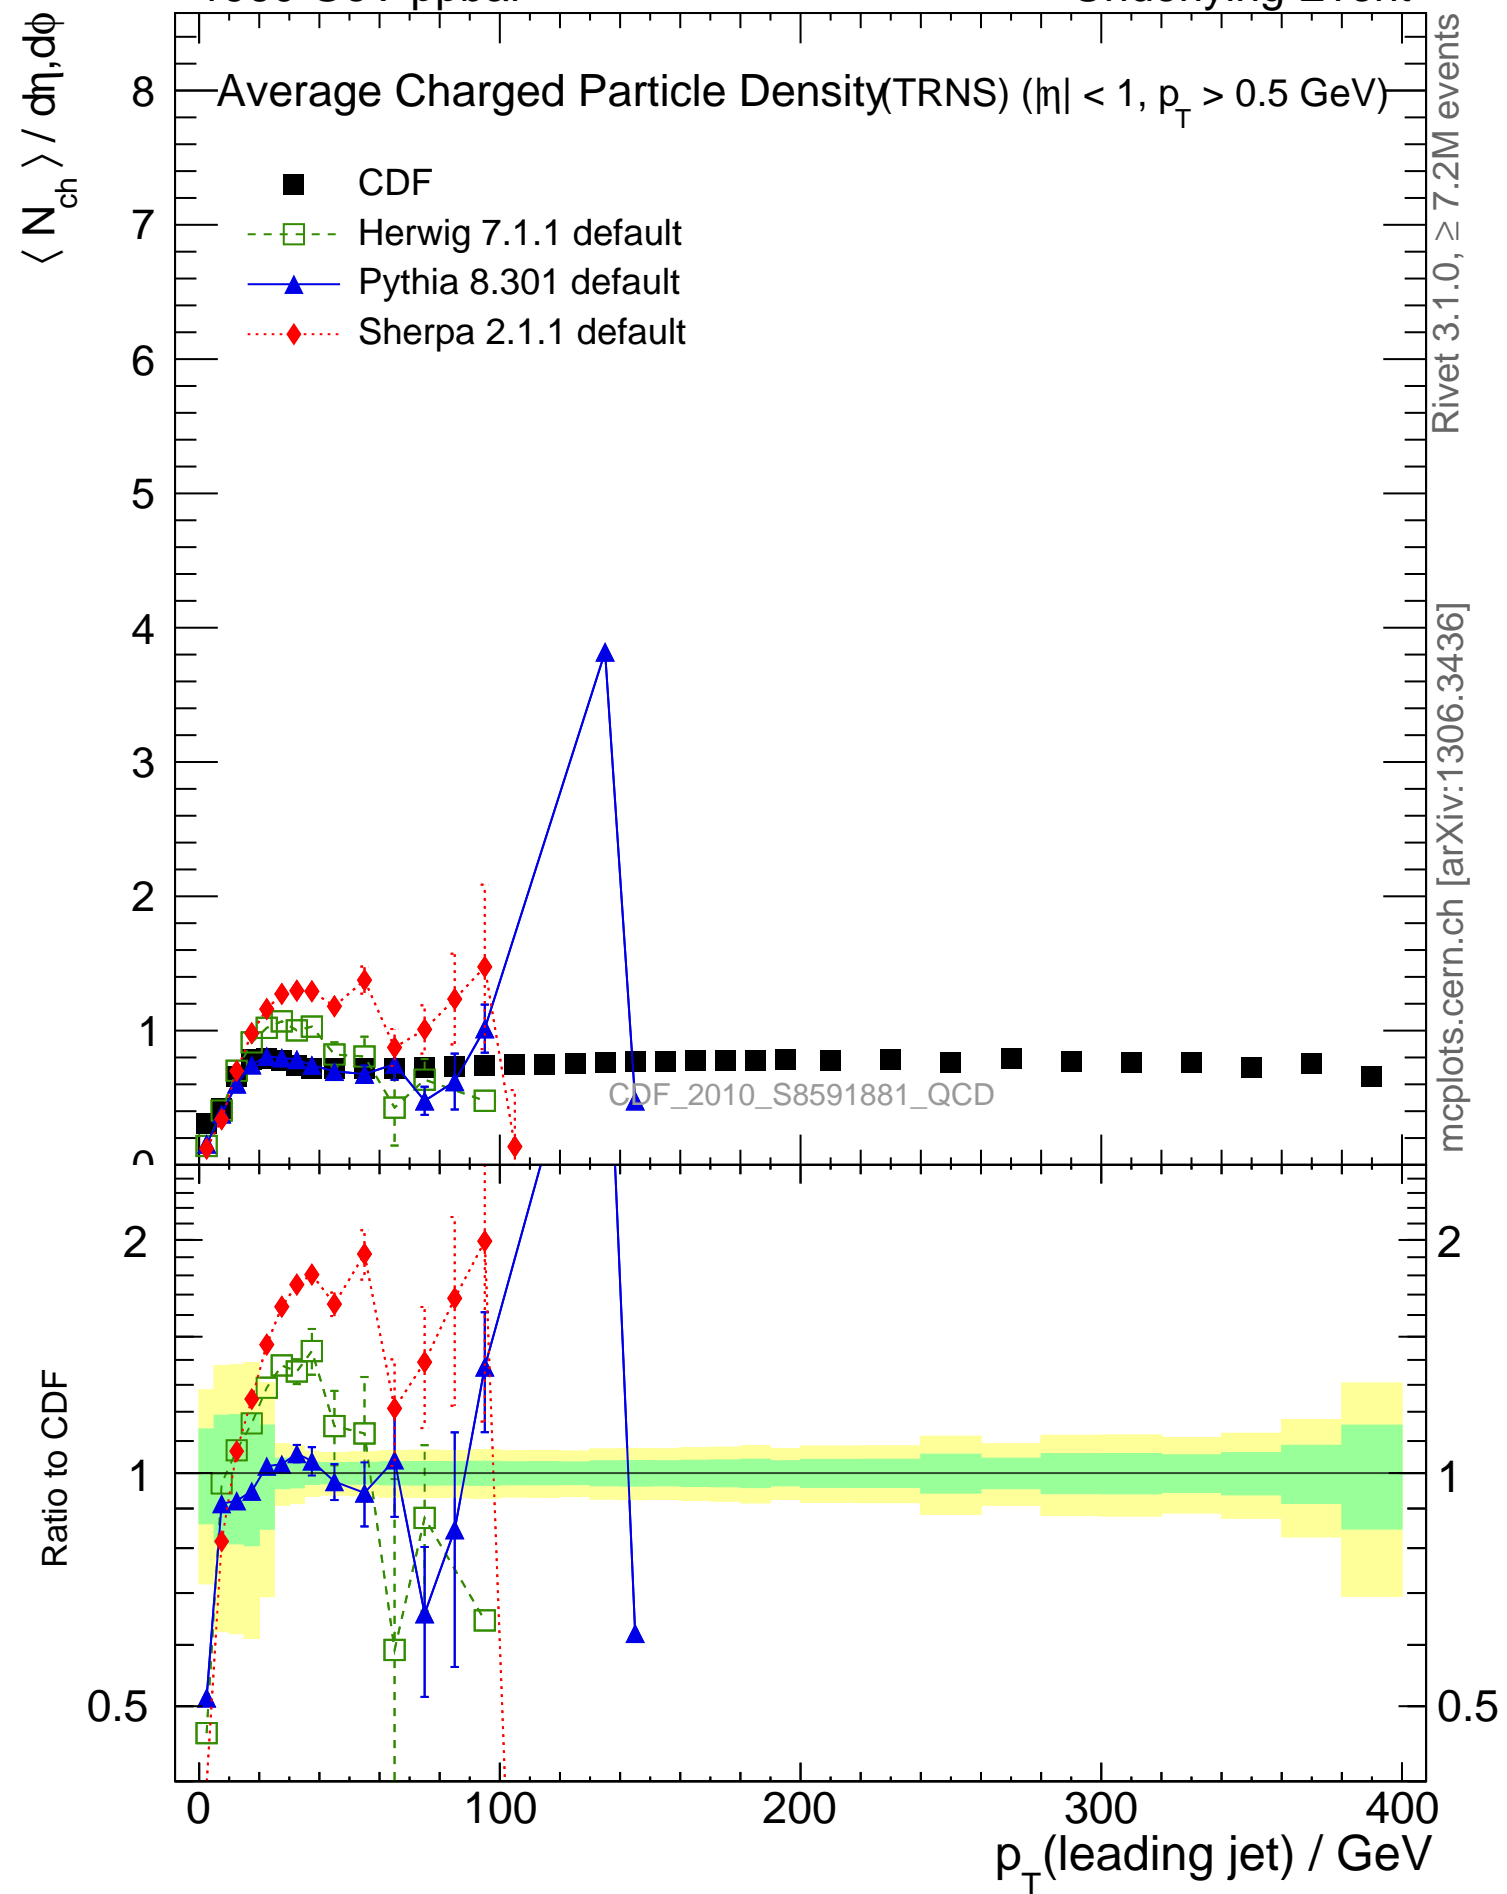 ⟨ N_ch ⟩ / dη,dϕ
Average Charged Particle Density (TRNS) (|η| < 1, p_T > 0.5 GeV)
CDF
Herwig 7.1.1 default
Pythia 8.301 default
Sherpa 2.1.1 default
8
7
6
5
4
3
2
1
0
CDF_2010_S8591881_QCD
Rivet 3.1.0, ≥ 7.2M events
mcplots.cern.ch [arXiv:1306.3436]
Ratio to CDF
2
1
0.5
2
1
0.5
0
100
200
300
400
p_T(leading jet) / GeV